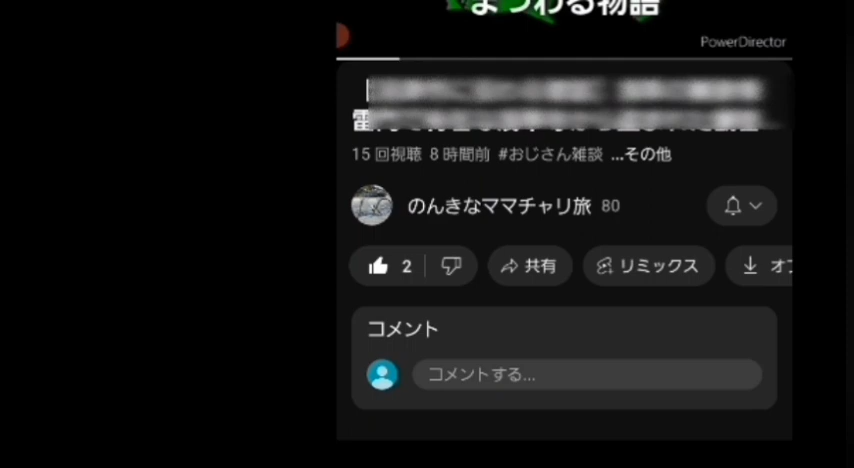 まつわる物語
PowerDirector
15 回視聴 8 時間前 #おじさん雑談 ...その他
のんきなママチャリ旅 80
2 共有 リミックス オフ
コメント
コメントする...